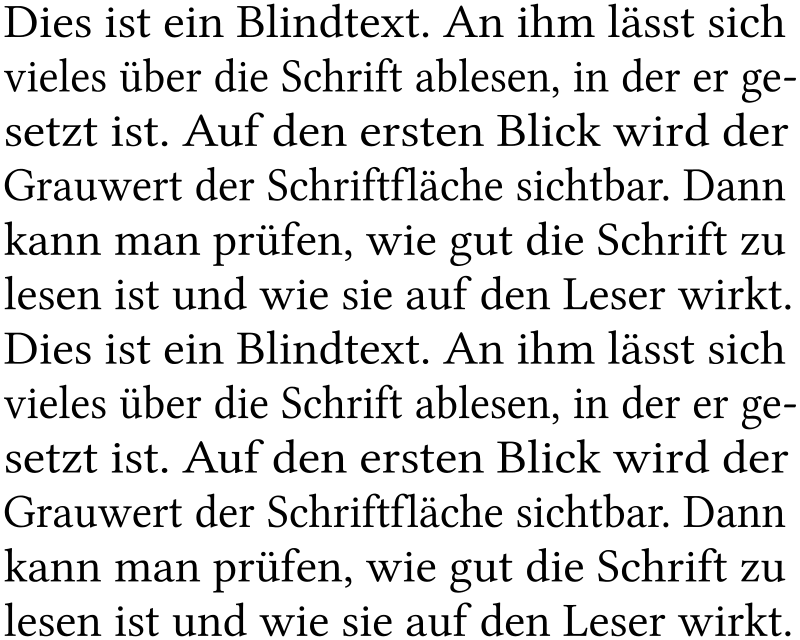 Dies ist ein Blindtext. An ihm lässt sich
vieles über die Schrift ablesen, in der er ge-
setzt ist. Auf den ersten Blick wird der
Grauwert der Schriftfläche sichtbar. Dann
kann man prüfen, wie gut die Schrift zu
lesen ist und wie sie auf den Leser wirkt.
Dies ist ein Blindtext. An ihm lässt sich
vieles über die Schrift ablesen, in der er ge-
setzt ist. Auf den ersten Blick wird der
Grauwert der Schriftfläche sichtbar. Dann
kann man prüfen, wie gut die Schrift zu
lesen ist und wie sie auf den Leser wirkt.